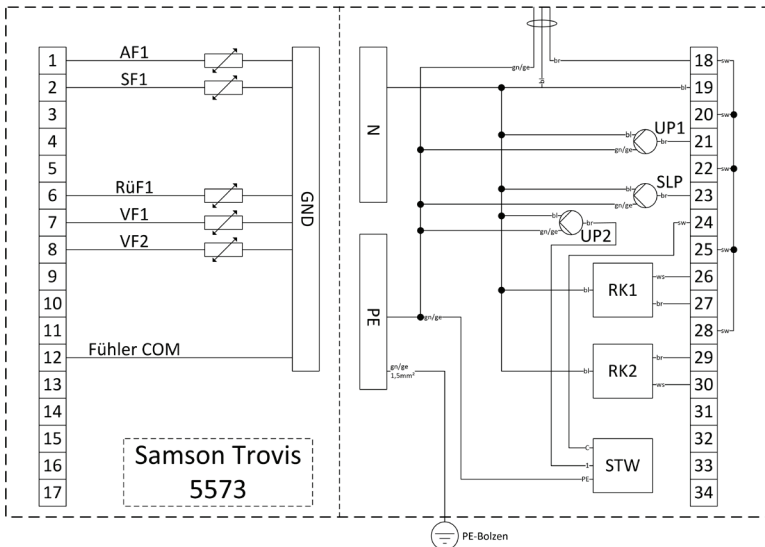 1
2
3
4
5
6
7
8
9
10
11
12
13
14
15
16
17
AF1
SF1
RüF1
VF1
VF2
Fühler COM
GND
Samson Trovis
5573
N
PE
gn/ge
br
bl
bl
br
UP1
gn/ge
bl
br
SLP
gn/ge
bl
br
UP2
gn/ge
gn/ge
gn/ge
1,5mm²
bl
RK1
ws
br
bl
RK2
br
ws
C
1
PE
STW
PE-Bolzen
18
19
20
21
22
23
24
25
26
27
28
29
30
31
32
33
34
sw
sw
sw
sw
sw
sw